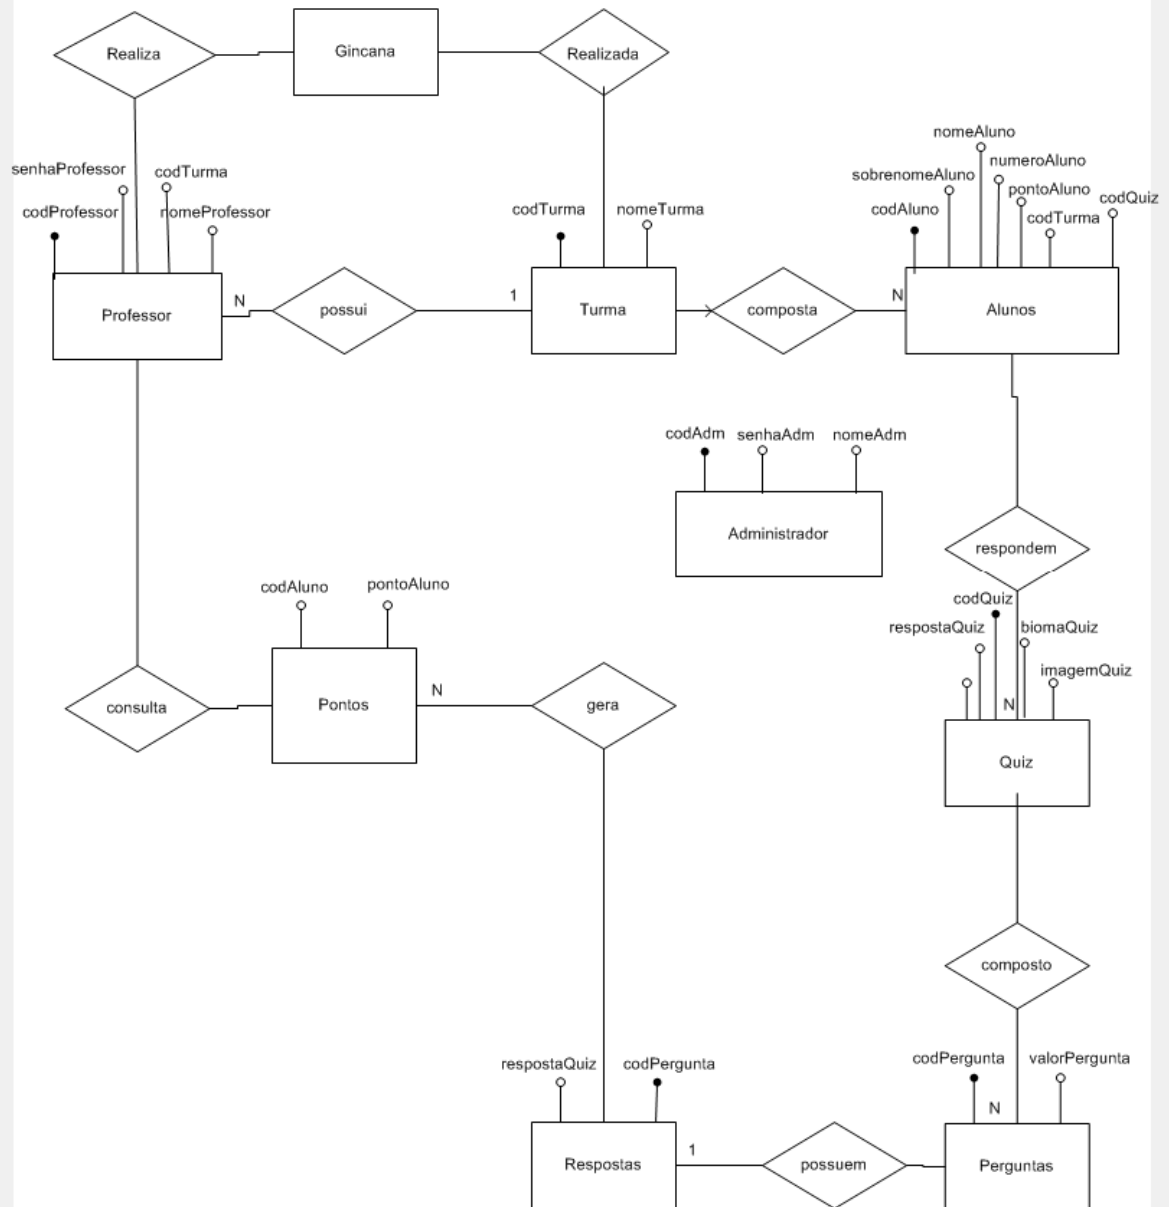 Realiza
Gincana
Realizada
nomeAluno
senhaProfessor
codTurma
sobrenomeAluno
numeroAluno
pontoAluno
codQuiz
codProfessor
nomeProfessor
codTurma
nomeTurma
codAluno
codTurma
Professor
N
possui
1
Turma
composta
N
Alunos
codAdm
senhaAdm
nomeAdm
Administrador
respondem
codAluno
pontoAluno
codQuiz
respostaQuiz
biomaQuiz
imagemQuiz
consulta
Pontos
N
gera
N
Quiz
composto
respostaQuiz
codPergunta
codPergunta
valorPergunta
N
Respostas
1
possuem
Perguntas